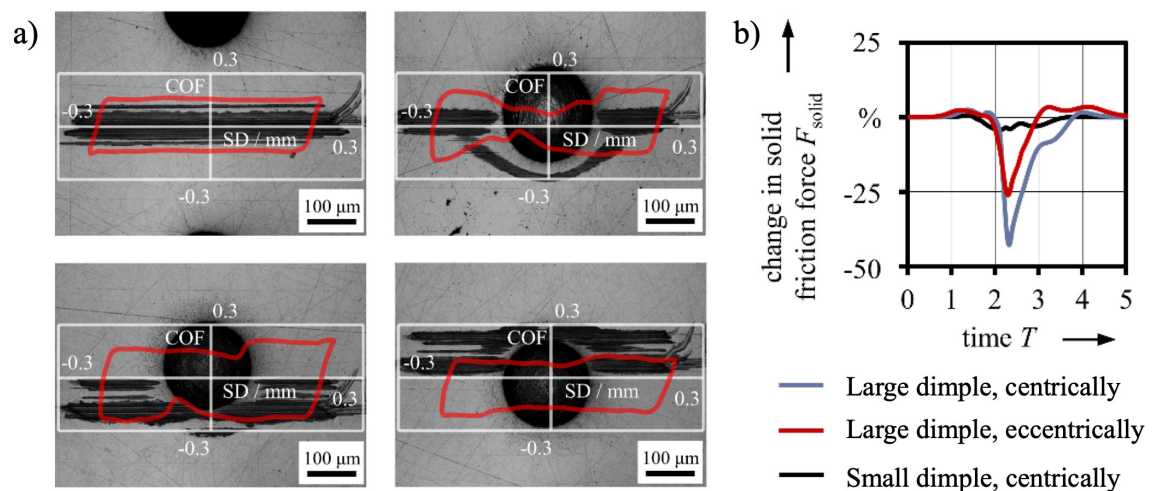 a)
0.3
COF
-0.3
SD / mm
0.3
-0.3
100 μm
0.3
COF
-0.3
SD / mm
0.3
-0.3
100 μm
0.3
COF
-0.3
SD / mm
0.3
-0.3
100 μm
0.3
COF
-0.3
SD / mm
0.3
-0.3
100 μm
b)
change in solid
friction force F solid
25
%
-25
-50
0 1 2 3 4 5
time T
Large dimple, centrically
Large dimple, eccentrically
Small dimple, centrically